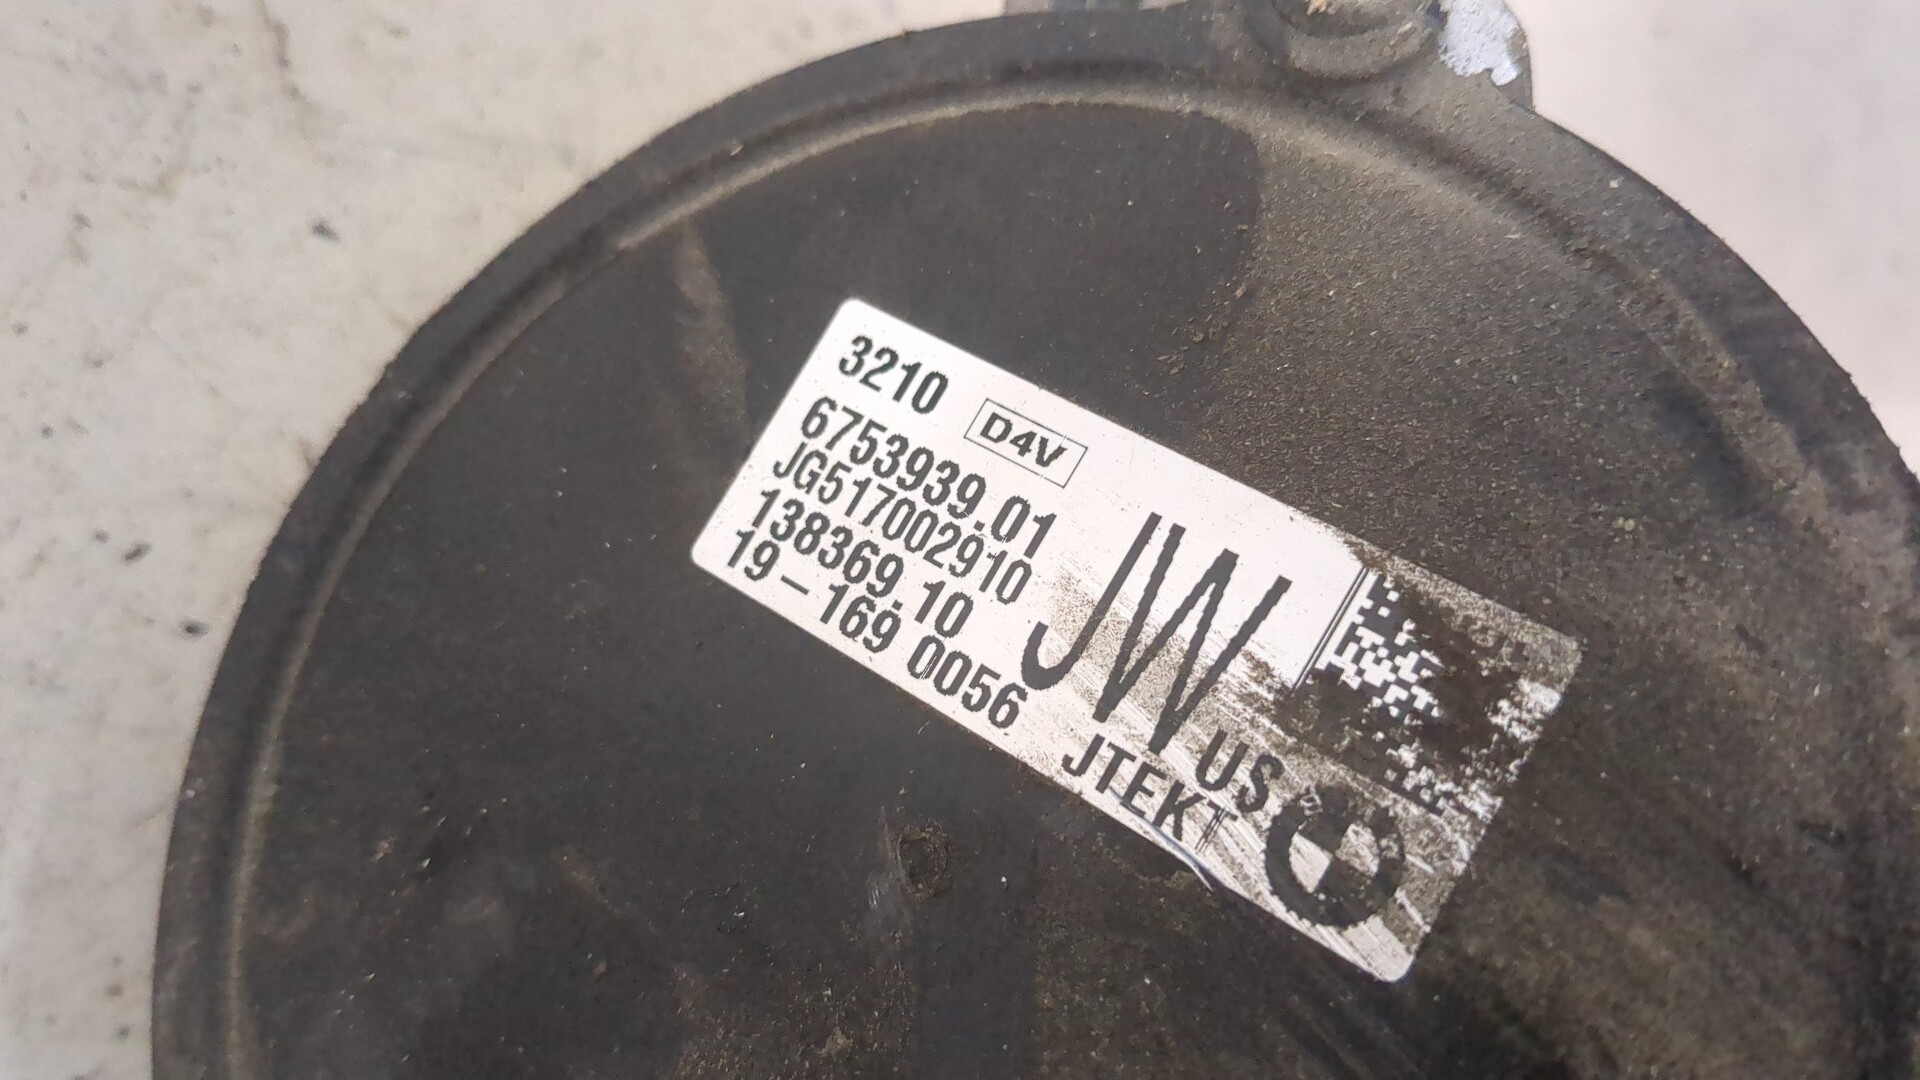 3210
D4V
6753939.01
JG517002910
138369.10
19-169 0056
JW US
JTEKT